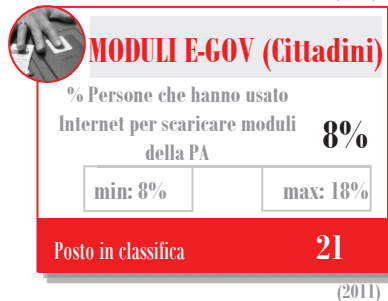 MODULI E-GOV (Cittadini)
% Persone che hanno usato
Internet per scaricare moduli
della PA
8%
min: 8%
max: 18%
Posto in classifica
21
(2011)